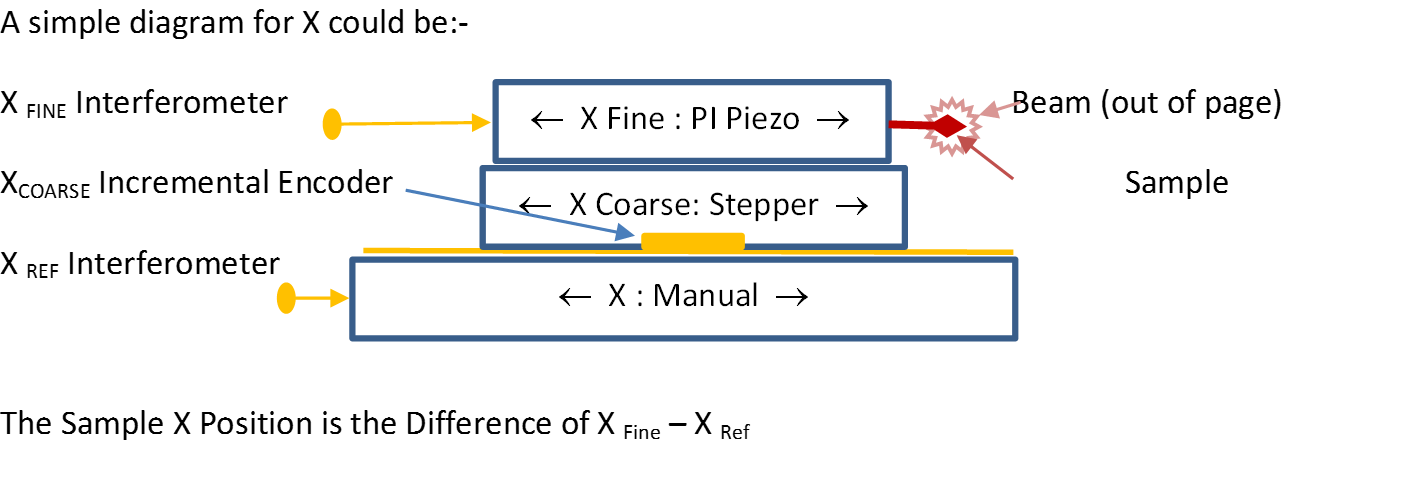 A simple diagram for X could be:-
X FINE Interferometer
← X Fine : PI Piezo →
Beam (out of page)
XCOARSE Incremental Encoder
← X Coarse: Stepper →
Sample
X REF Interferometer
← X : Manual →
The Sample X Position is the Difference of X Fine – X Ref